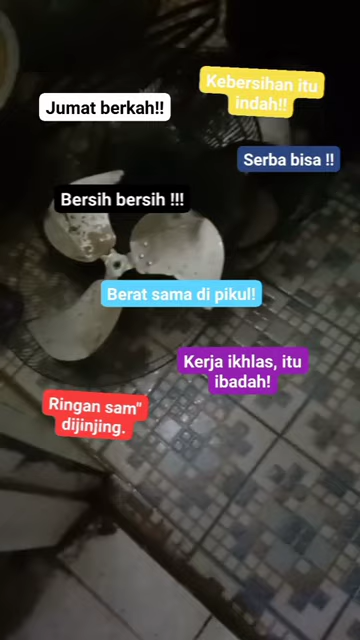 Jumat berkah!!
Kebersihan itu
indah!!
Serba bisa !!
Bersih bersih !!!
Berat sama di pikul!
Kerja ikhlas, itu
ibadah!
Ringan sam"
dijinjing.